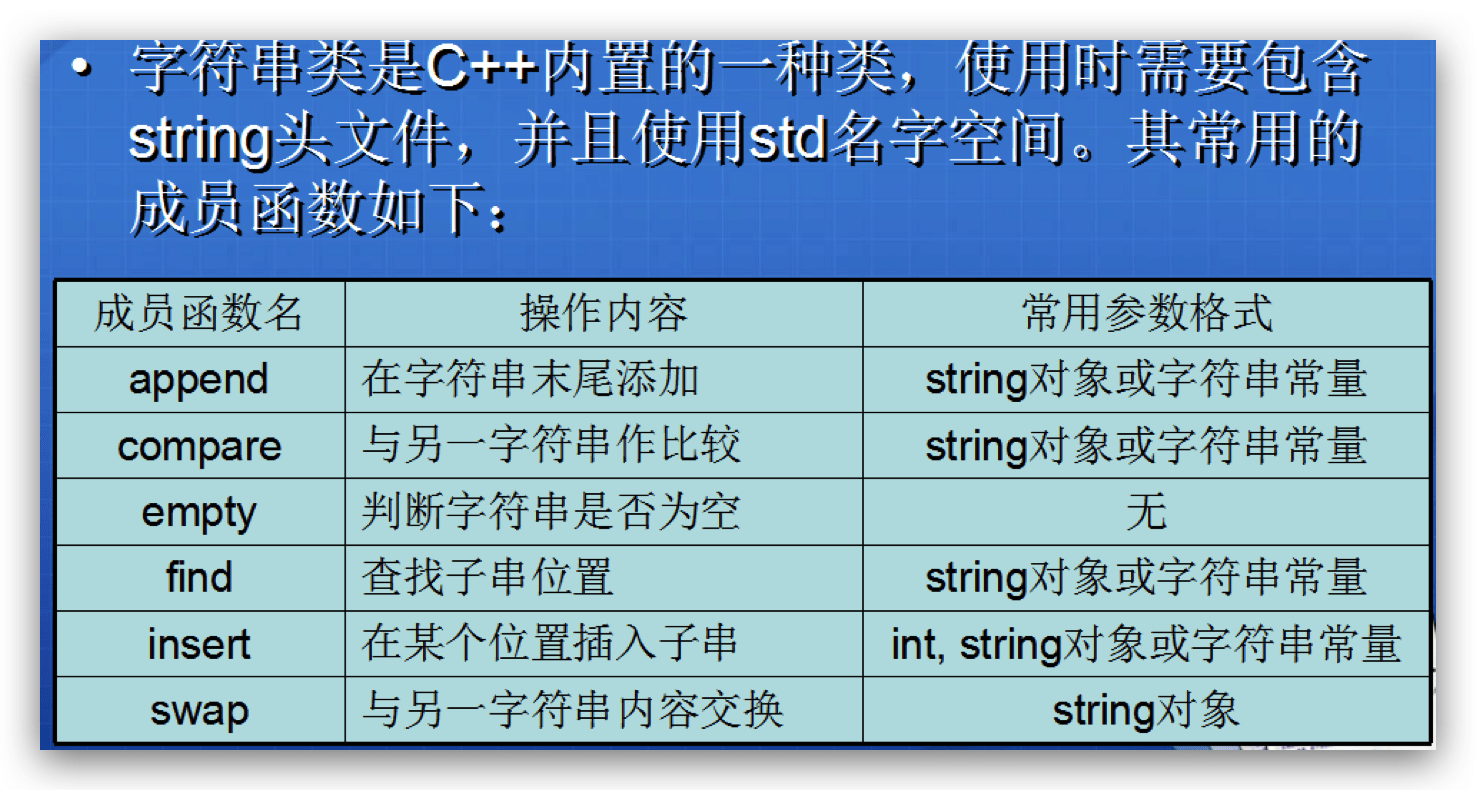 • 字符串类是C++内置的一种类，使用时需要包含
string头文件，并且使用std名字空间。其常用的
成员函数如下：
成员函数名 操作内容 常用参数格式
append 在字符串末尾添加 string对象或字符串常量
compare 与另一字符串作比较 string对象或字符串常量
empty 判断字符串是否为空 无
find 查找子串位置 string对象或字符串常量
insert 在某个位置插入子串 int, string对象或字符串常量
swap 与另一字符串内容交换 string对象